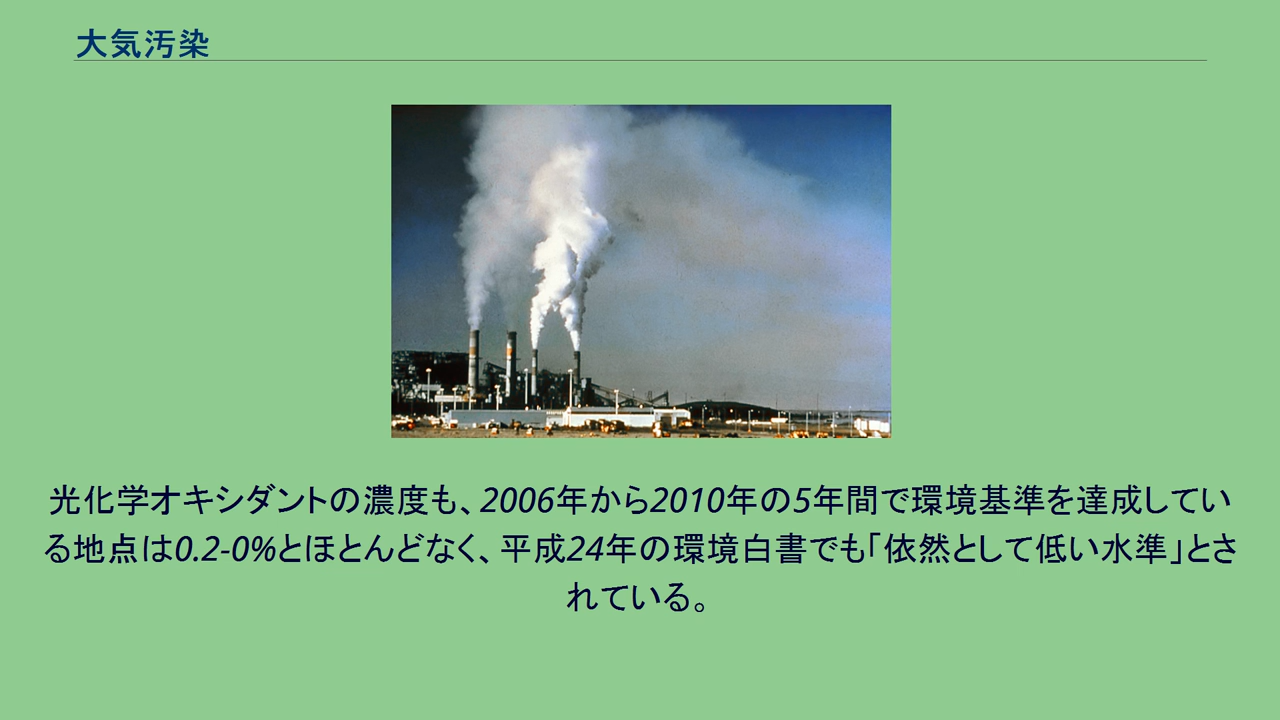 大気汚染
光化学オキシダントの濃度も、2006年から2010年の5年間で環境基準を達成してい
る地点は0.2-0%とほとんどなく、平成24年の環境白書でも「依然として低い水準」とさ
れている。